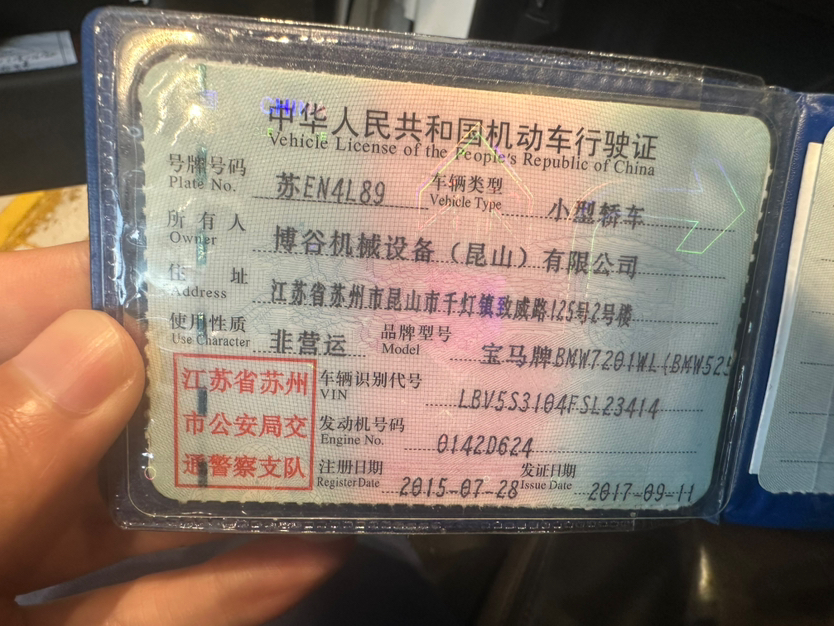 中华人民共和国机动车行驶证
Vehicle License of the People's Republic of China
号牌号码 苏EN4L89 车辆类型 小型轿车
Plate No. Vehicle Type
所有人 博谷机械设备（昆山）有限公司
Owner
住址 江苏省苏州市昆山市千灯镇致威路125号2号楼
Address
使用性质 非营运 品牌型号 宝马牌BMW7201WL(BMW525
Use Character Model
江苏省苏州 车辆识别代号 LBV5S3104FSL23414
VIN
市公安局交 发动机号码 0142D624
Engine No.
通警察支队 注册日期 2015-07-28 发证日期 2017-09-11
Register Date Issue Date